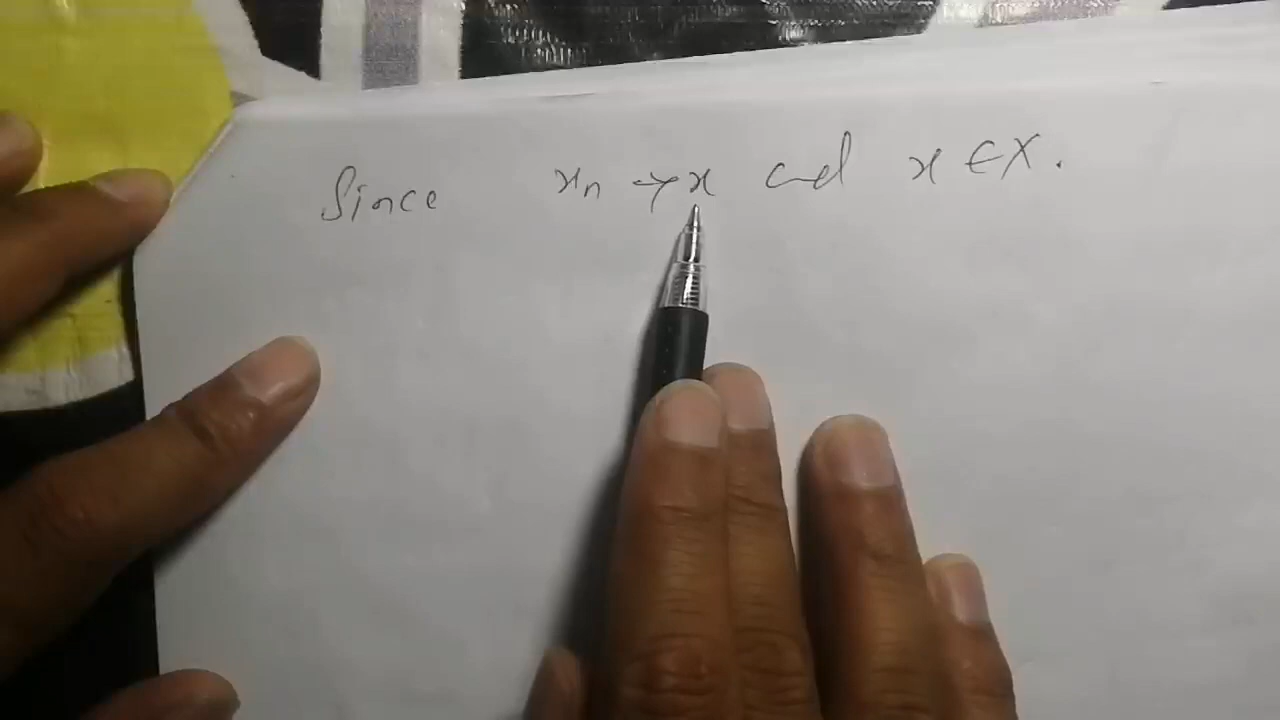 Since xₙ → x and x ∈ X.